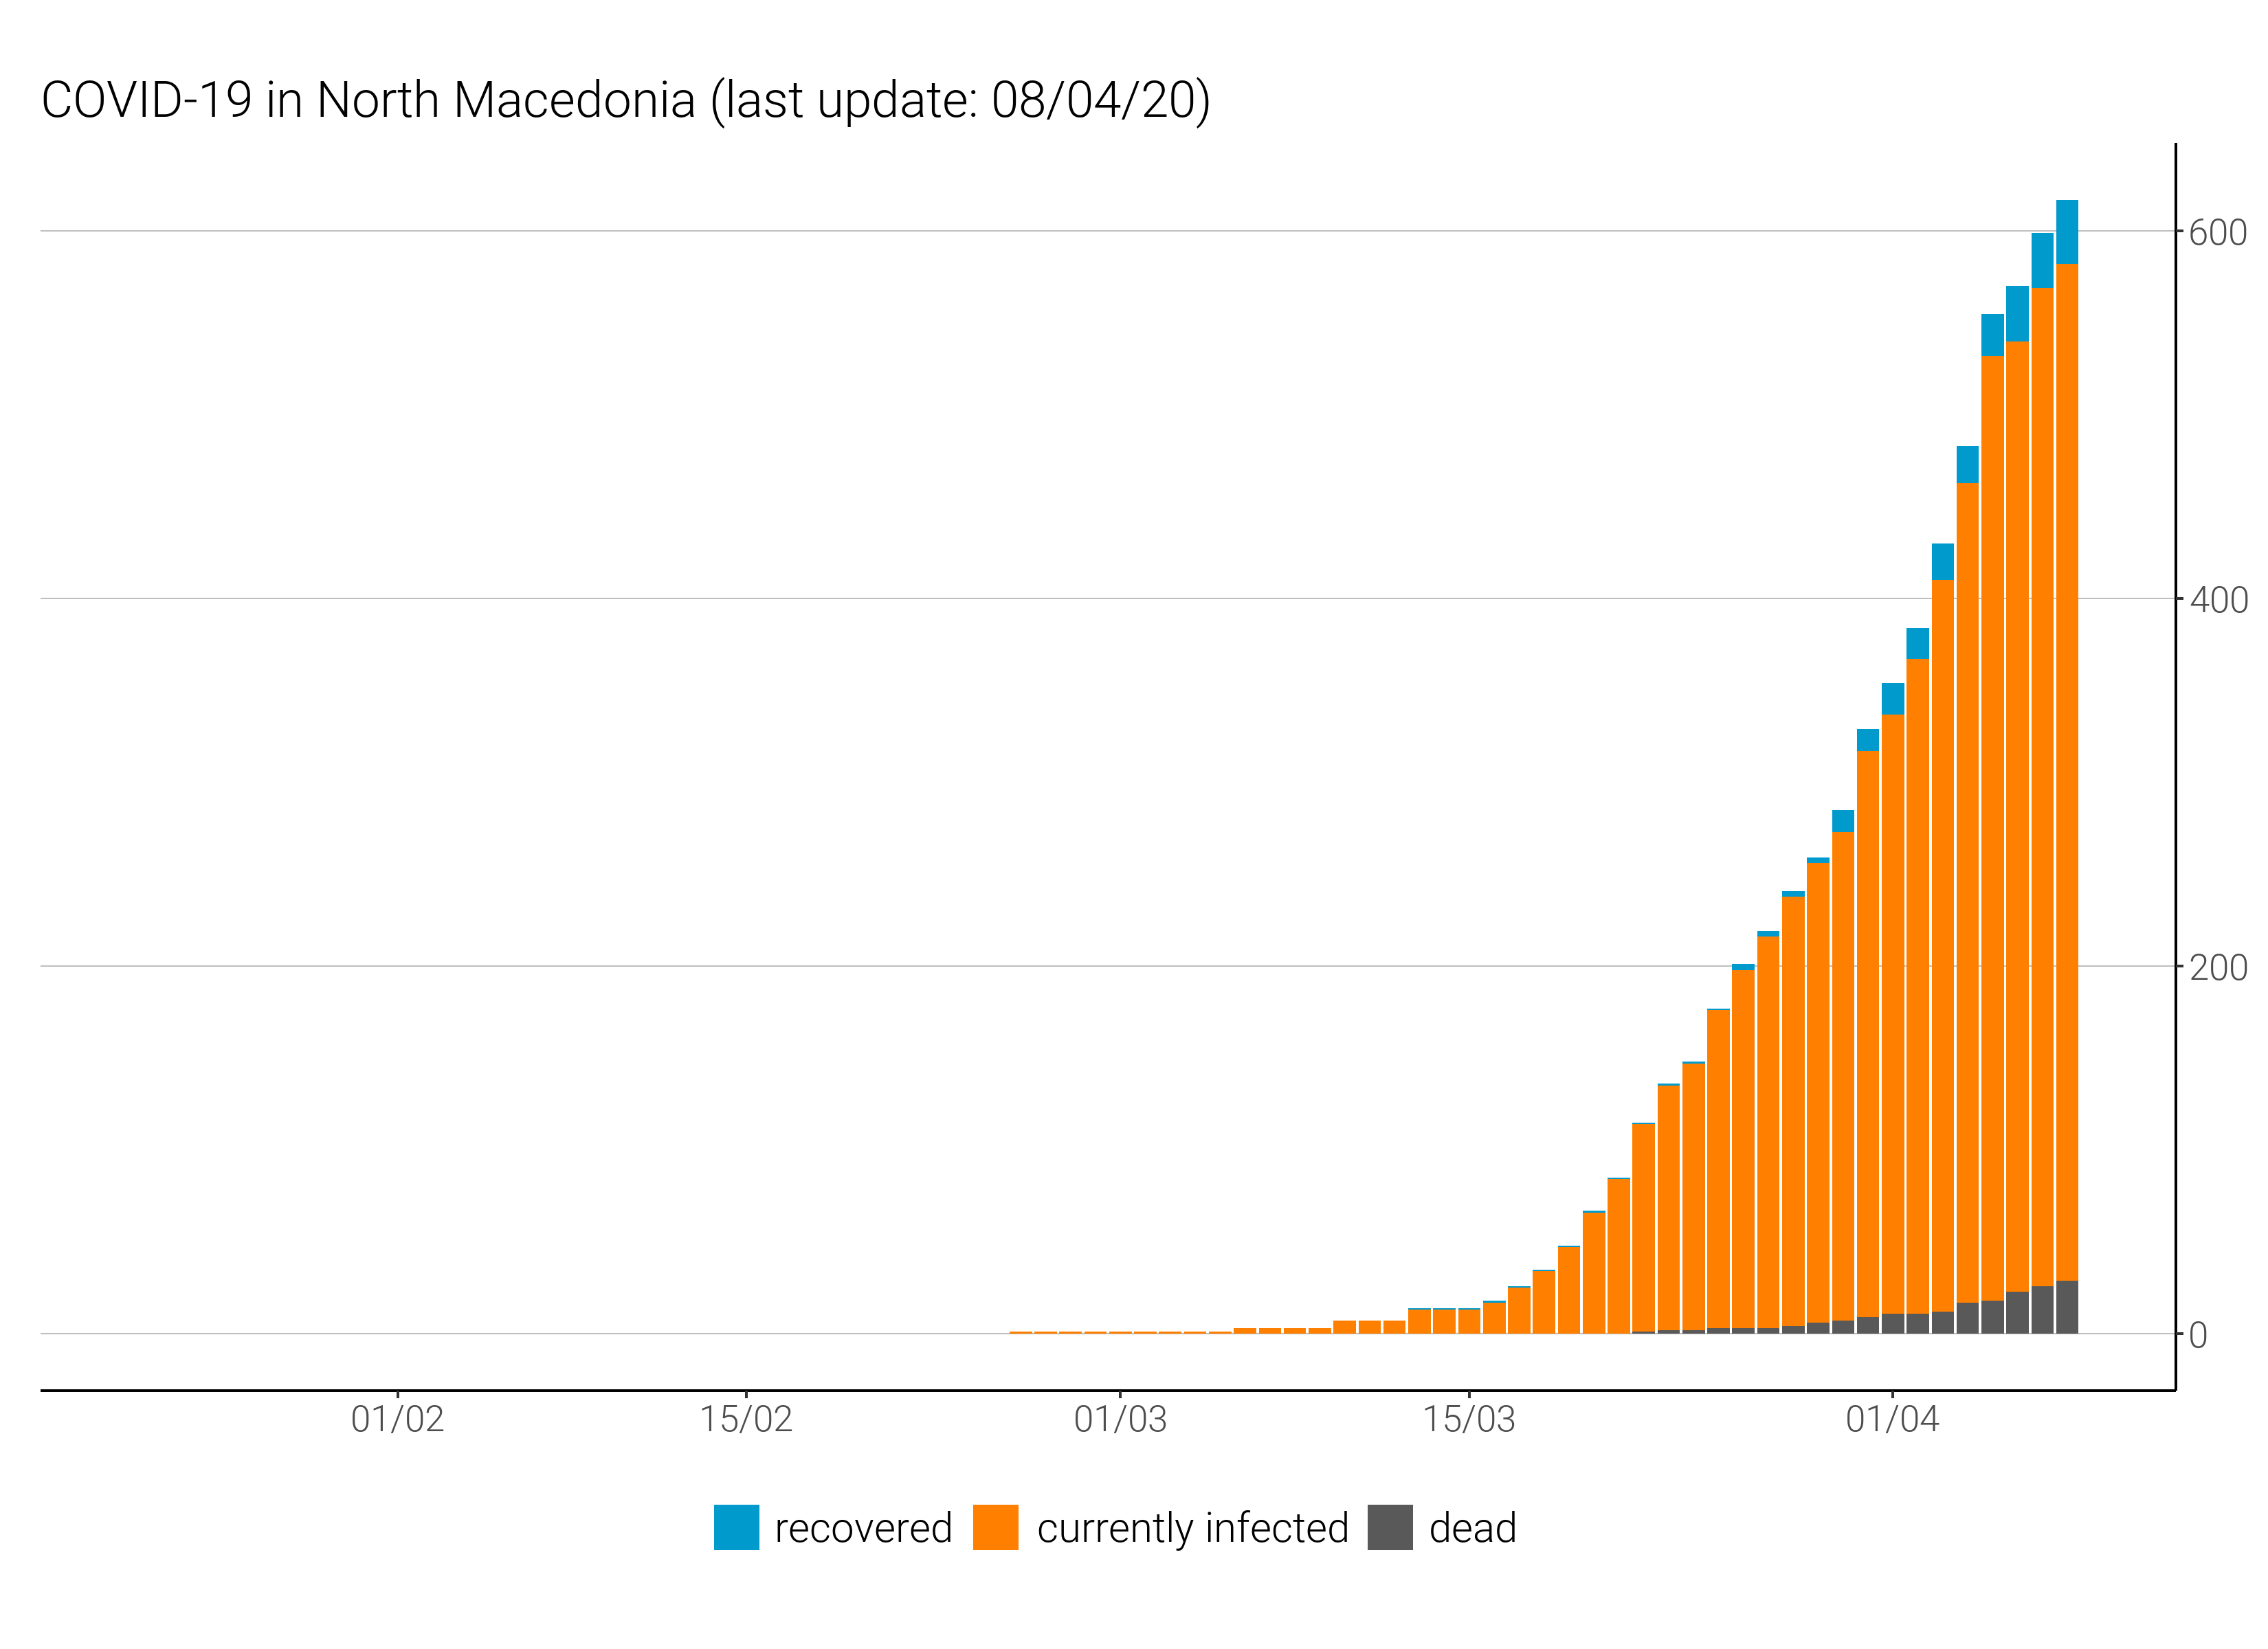 COVID-19 in North Macedonia (last update: 08/04/20)
600
400
200
0
01/02 15/02 01/03 15/03 01/04
recovered currently infected dead